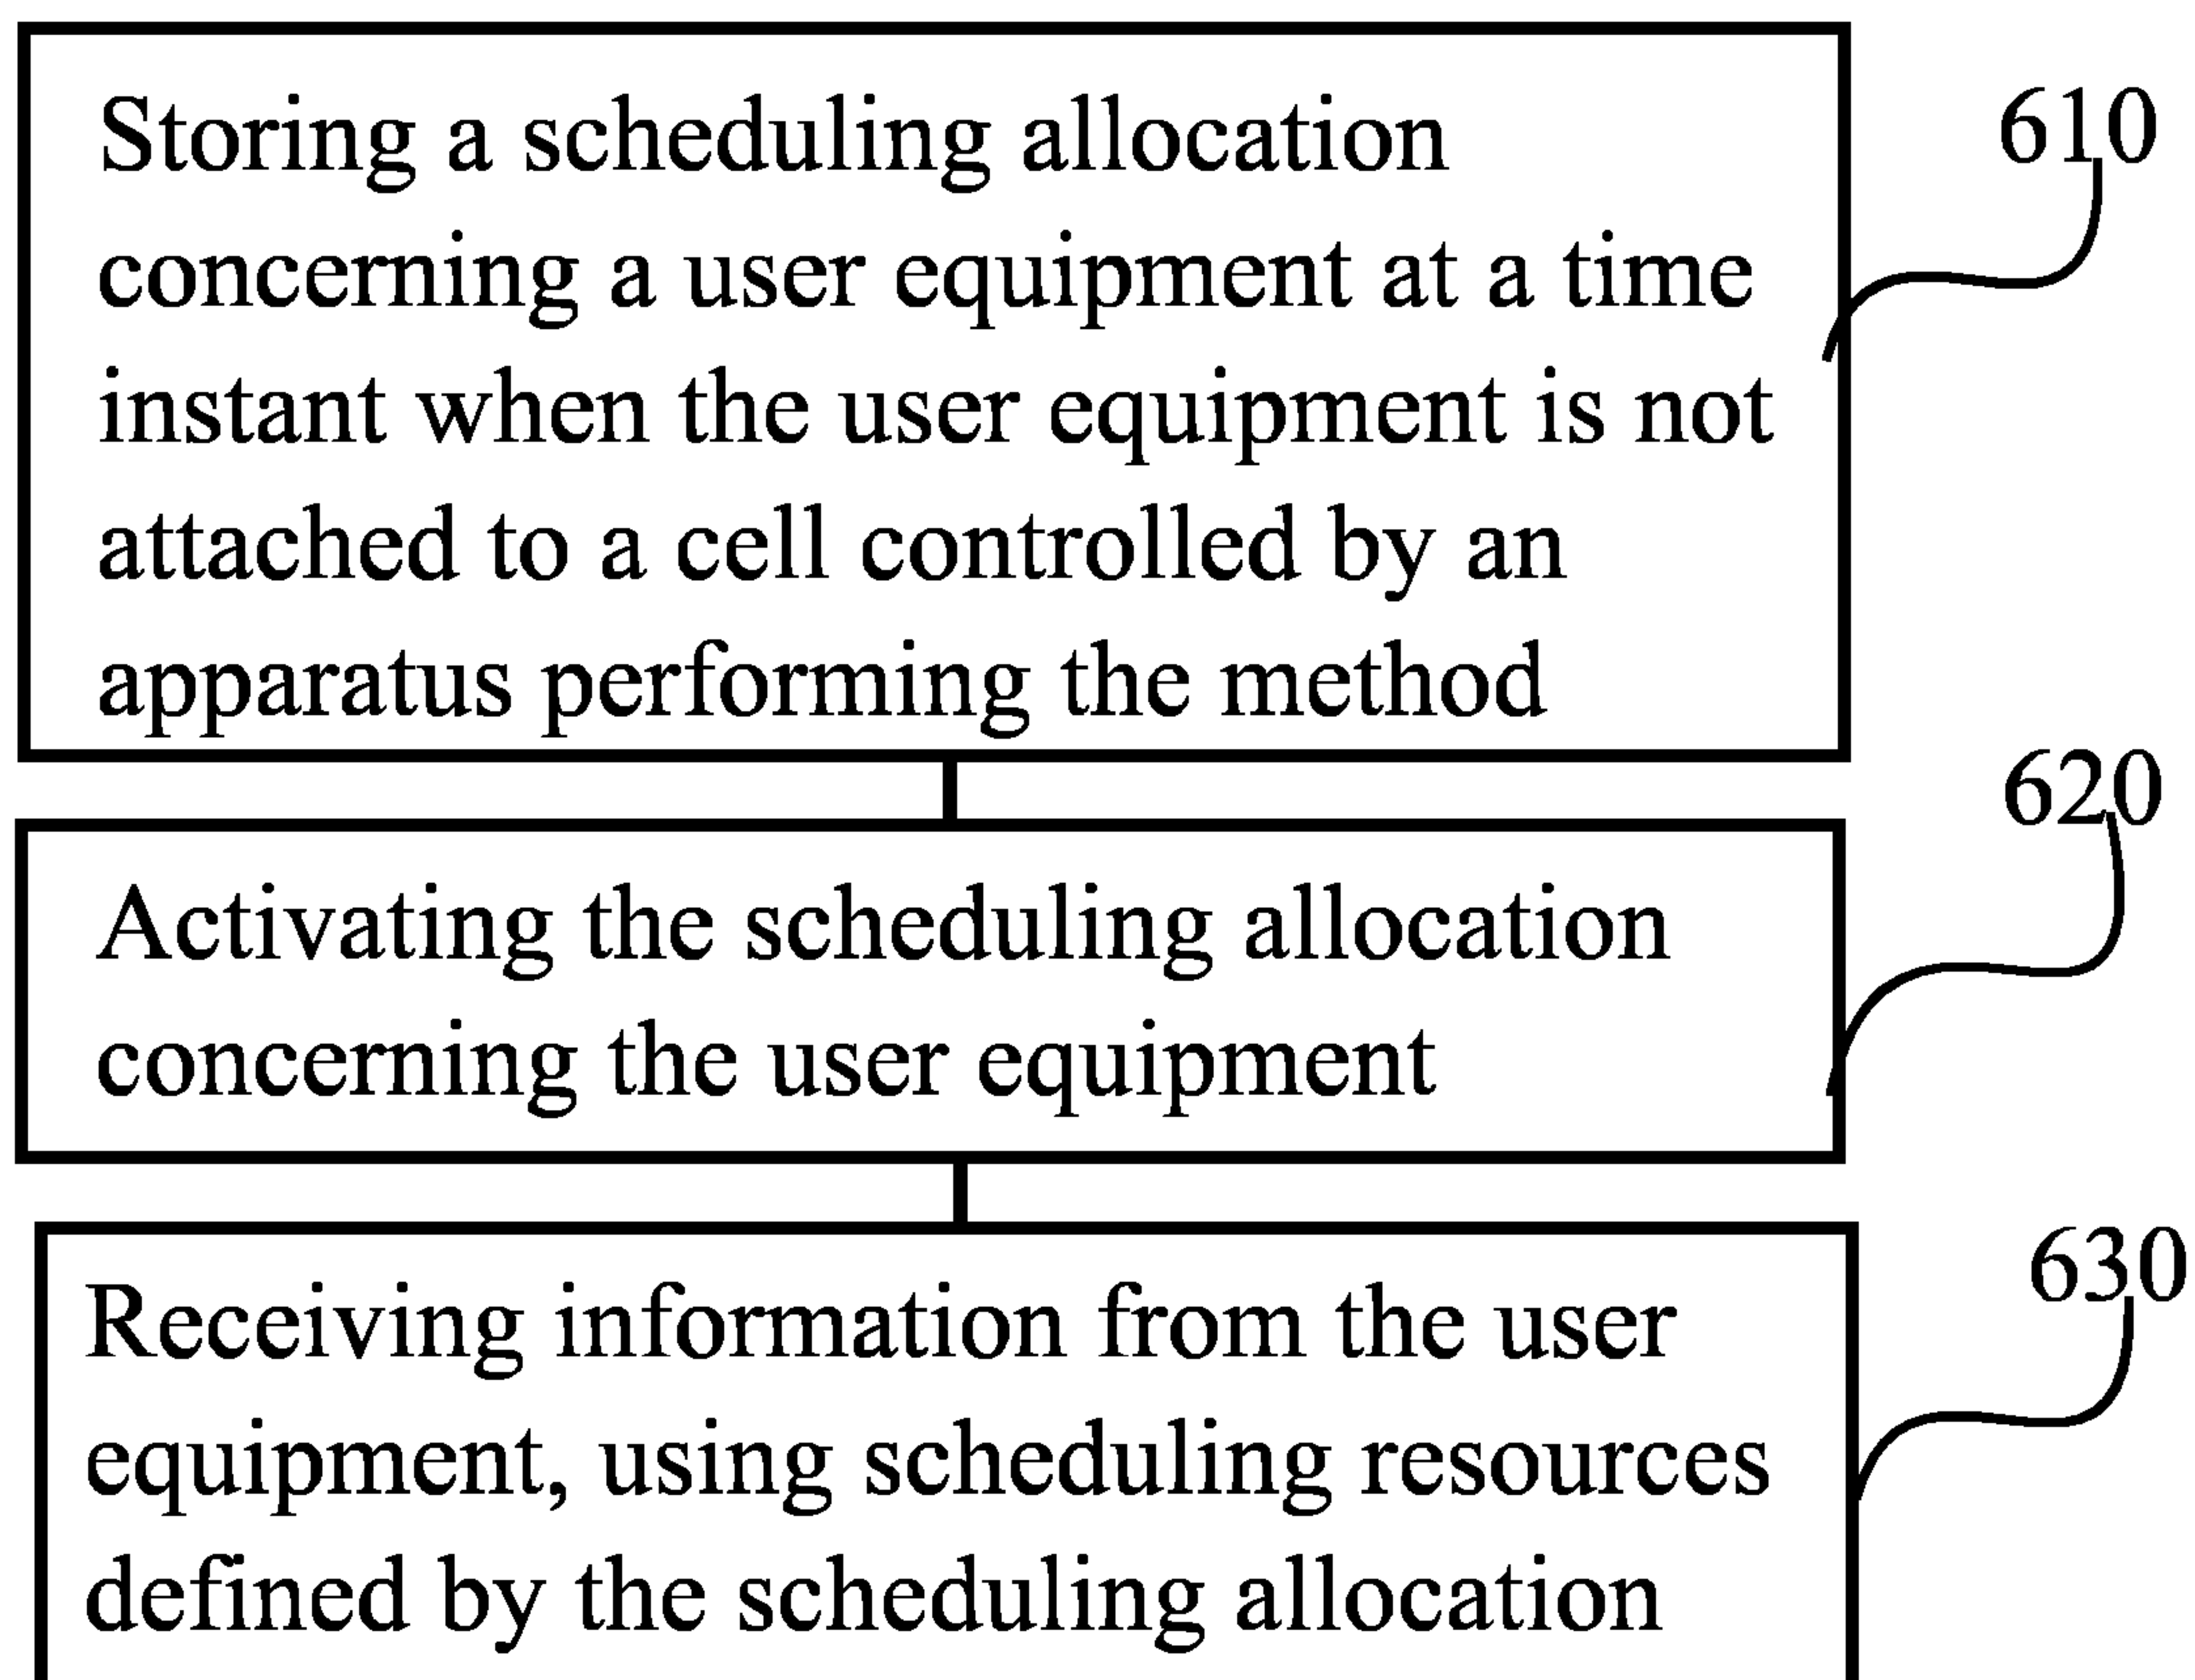 Storing a scheduling allocation
concerning a user equipment at a time
instant when the user equipment is not
attached to a cell controlled by an
apparatus performing the method
610
Activating the scheduling allocation
concerning the user equipment
620
Receiving information from the user
equipment, using scheduling resources
defined by the scheduling allocation
630